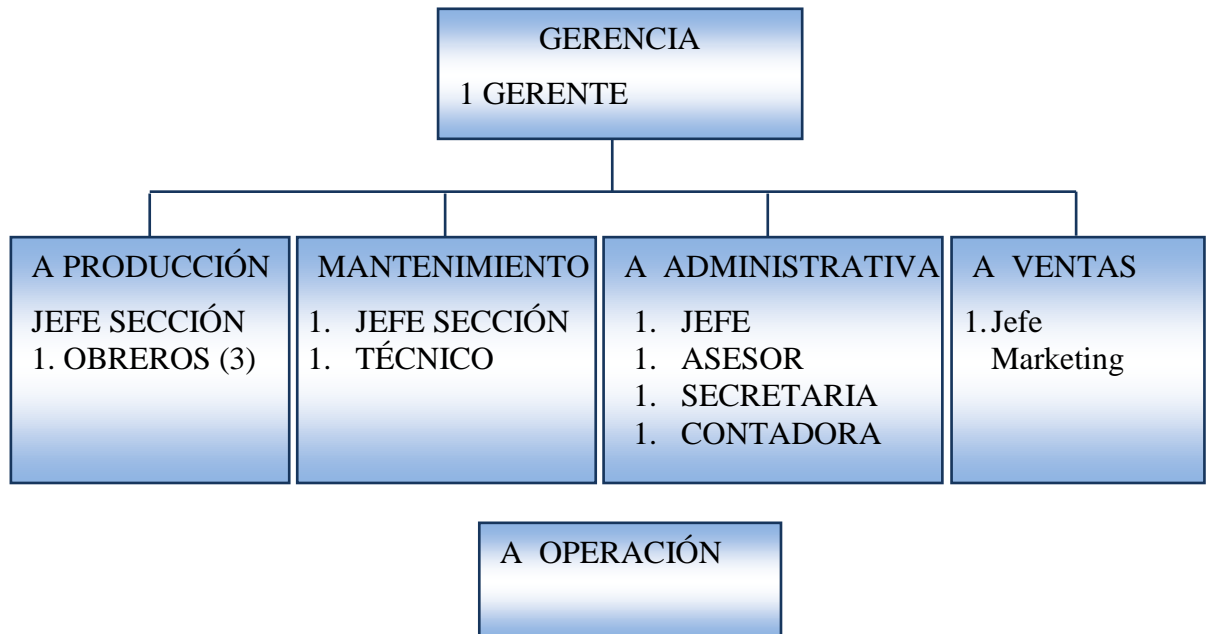 GERENCIA
1 GERENTE
A PRODUCCIÓN
JEFE SECCIÓN
1. OBREROS (3)
MANTENIMIENTO
1. JEFE SECCIÓN
1. TÉCNICO
A ADMINISTRATIVA
1. JEFE
1. ASESOR
1. SECRETARIA
1. CONTADORA
A VENTAS
1. Jefe
Marketing
A OPERACIÓN